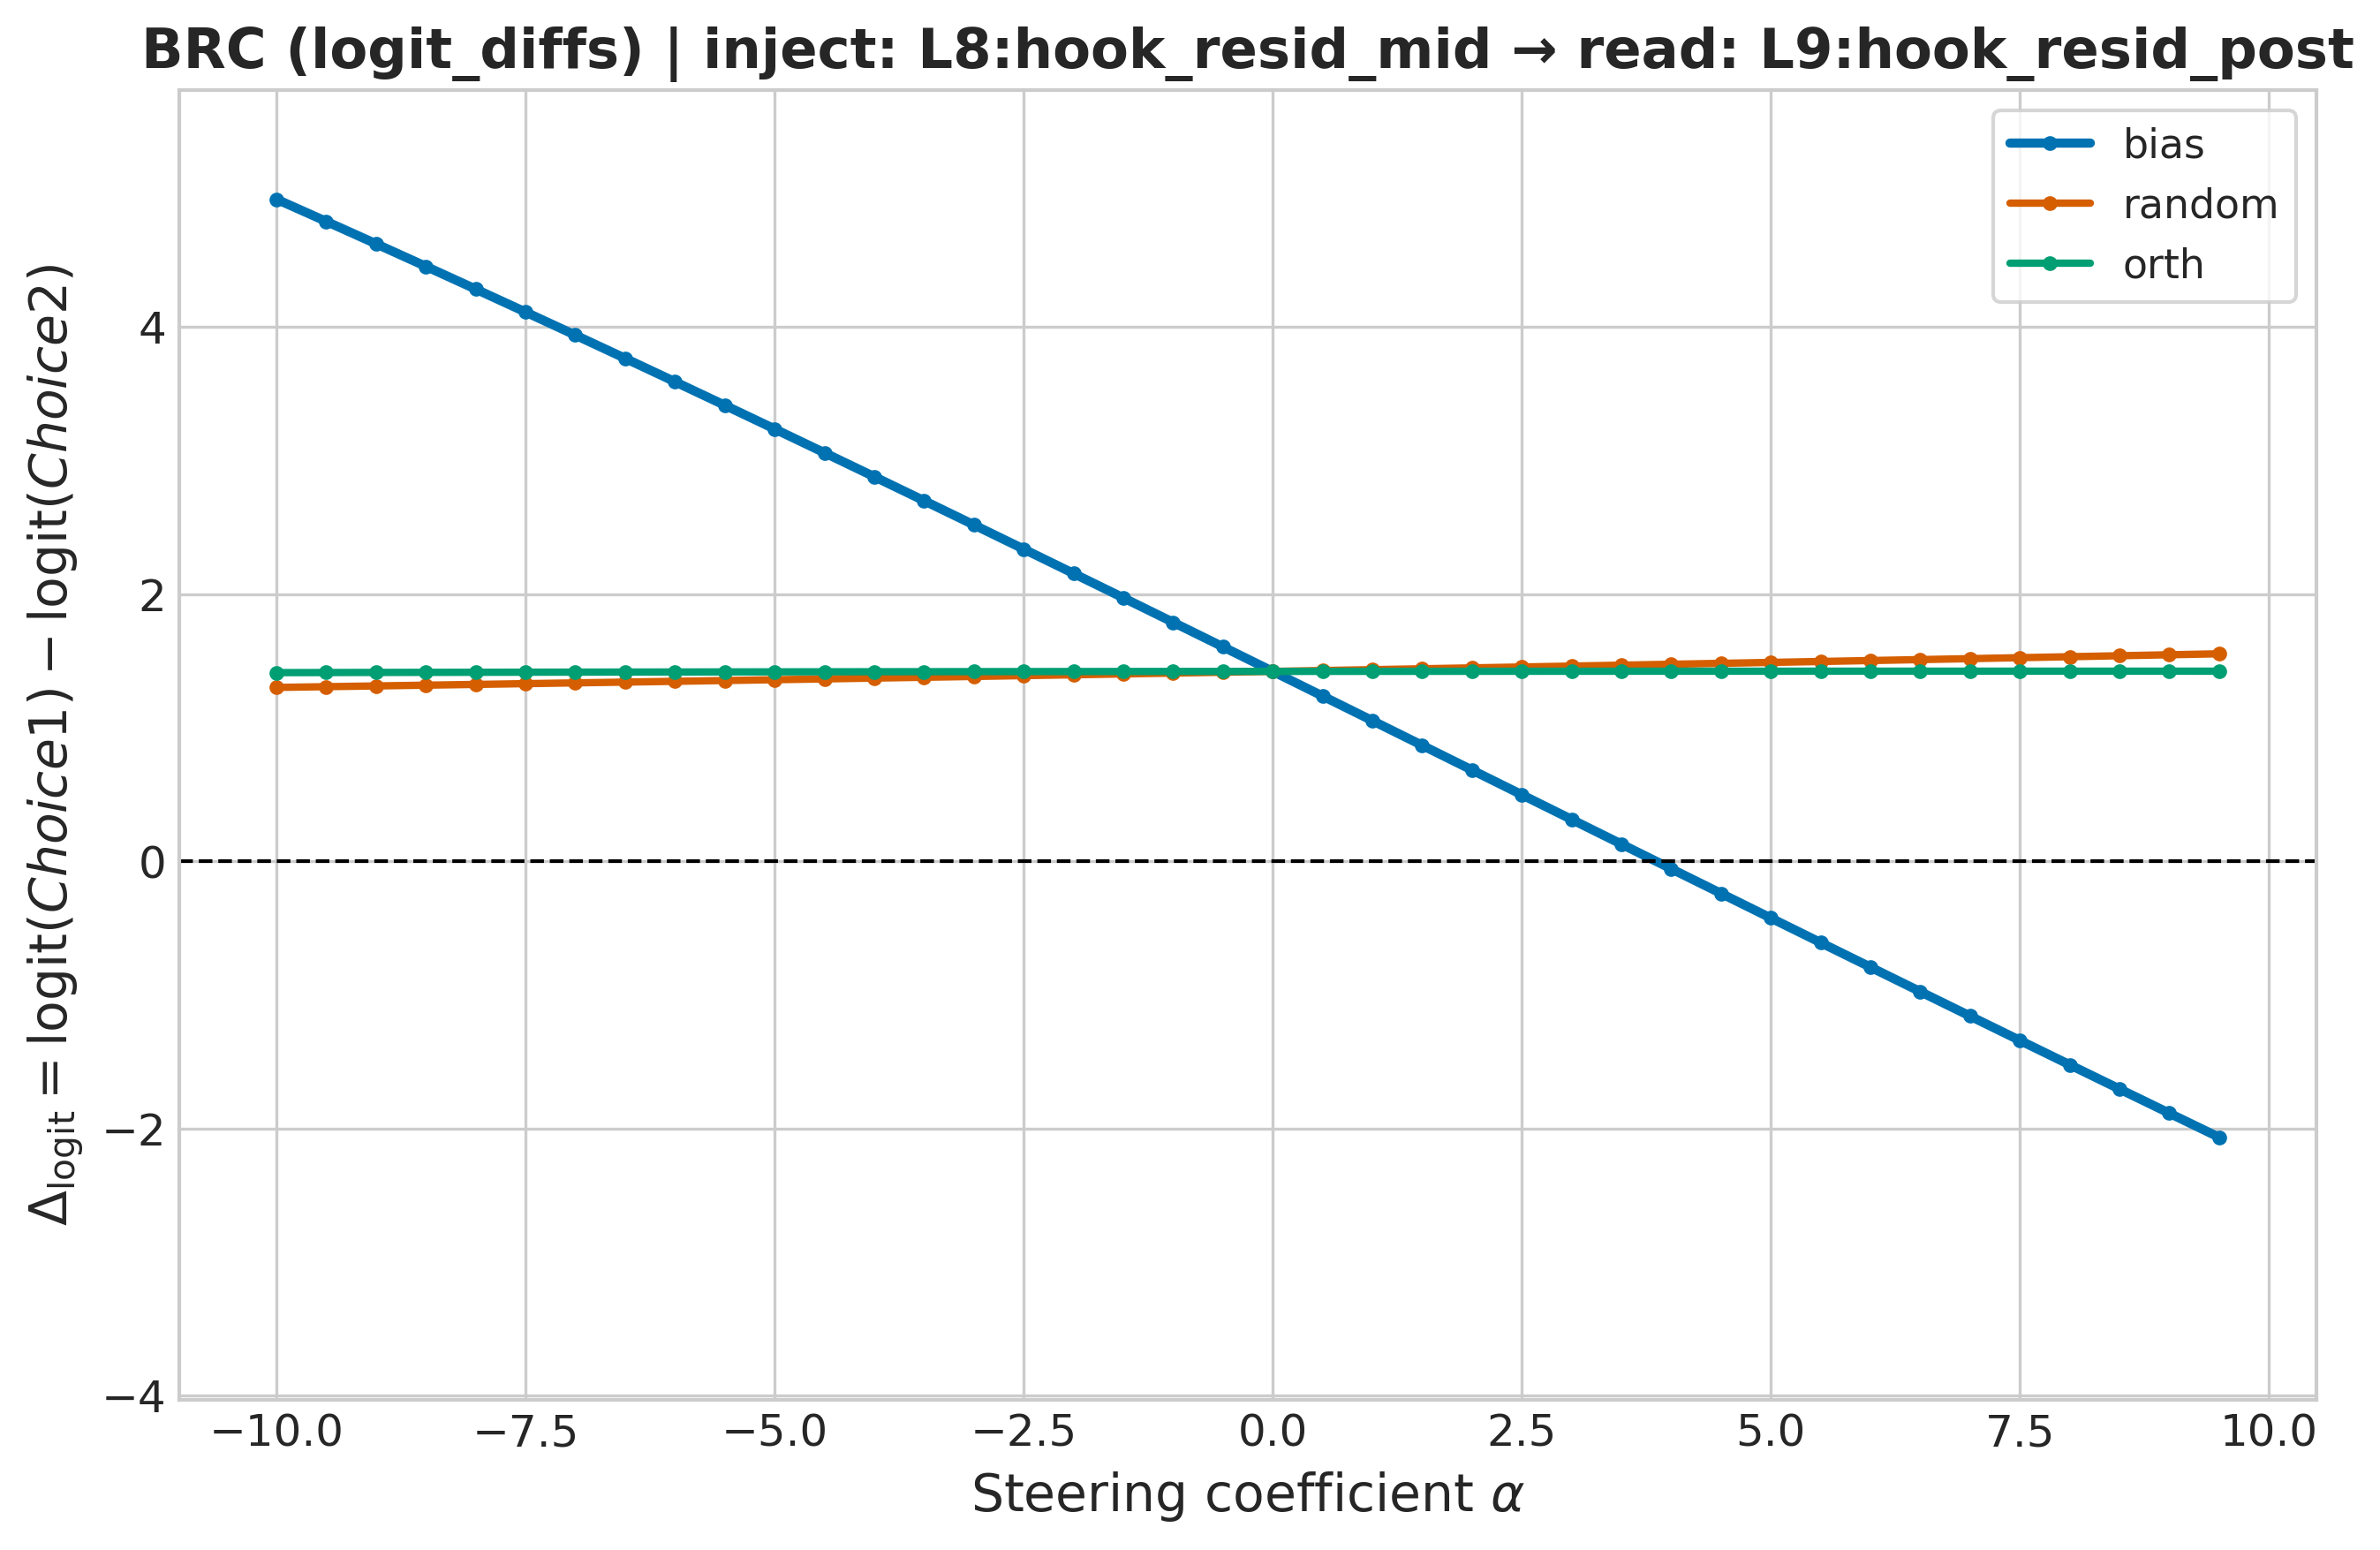 BRC (logit_diffs) | inject: L8:hook_resid_mid → read: L9:hook_resid_post
bias
random
orth
Δlogit = logit(Choice1) − logit(Choice2)
4
2
0
−2
−4
−10.0 −7.5 −5.0 −2.5 0.0 2.5 5.0 7.5 10.0
Steering coefficient α